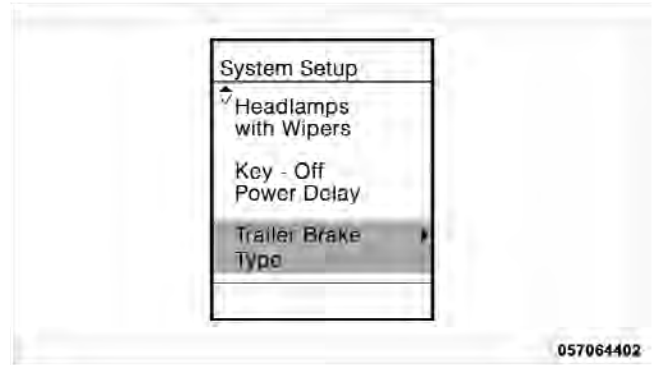 System Setup
Headlamps
with Wipers
Key - Off
Power Delay
Trailer Brake
Type
057064402